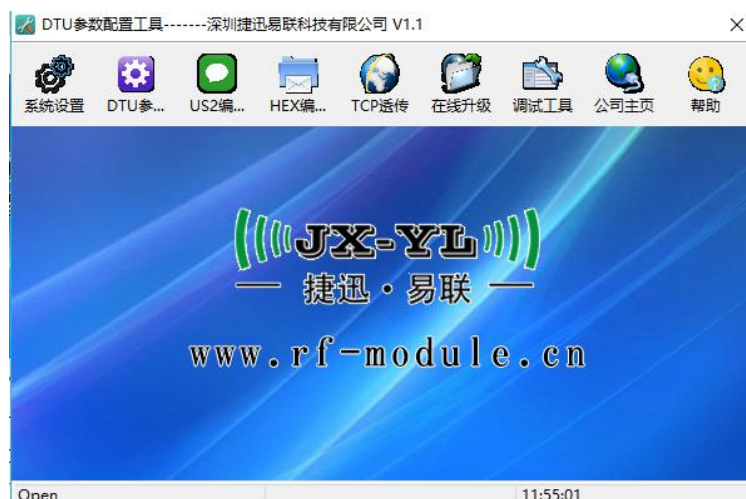 DTU参数配置工具-------深圳捷迅易联科技有限公司 V1.1
系统设置 DTU参... US2编... HEX编... TCP透传 在线升级 调试工具 公司主页 帮助
JX-YL
捷迅·易联
www.rf-module.cn
Open 11:55:01